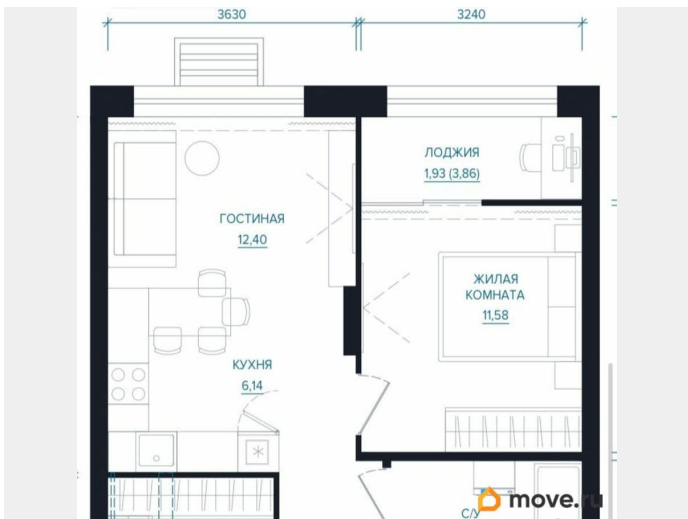 3630
3240
ЛОДЖИЯ
1,93 (3,86)
ГОСТИНАЯ
12,40
ЖИЛАЯ
КОМНАТА
11,58
КУХНЯ
6,14
С/У
move.ru